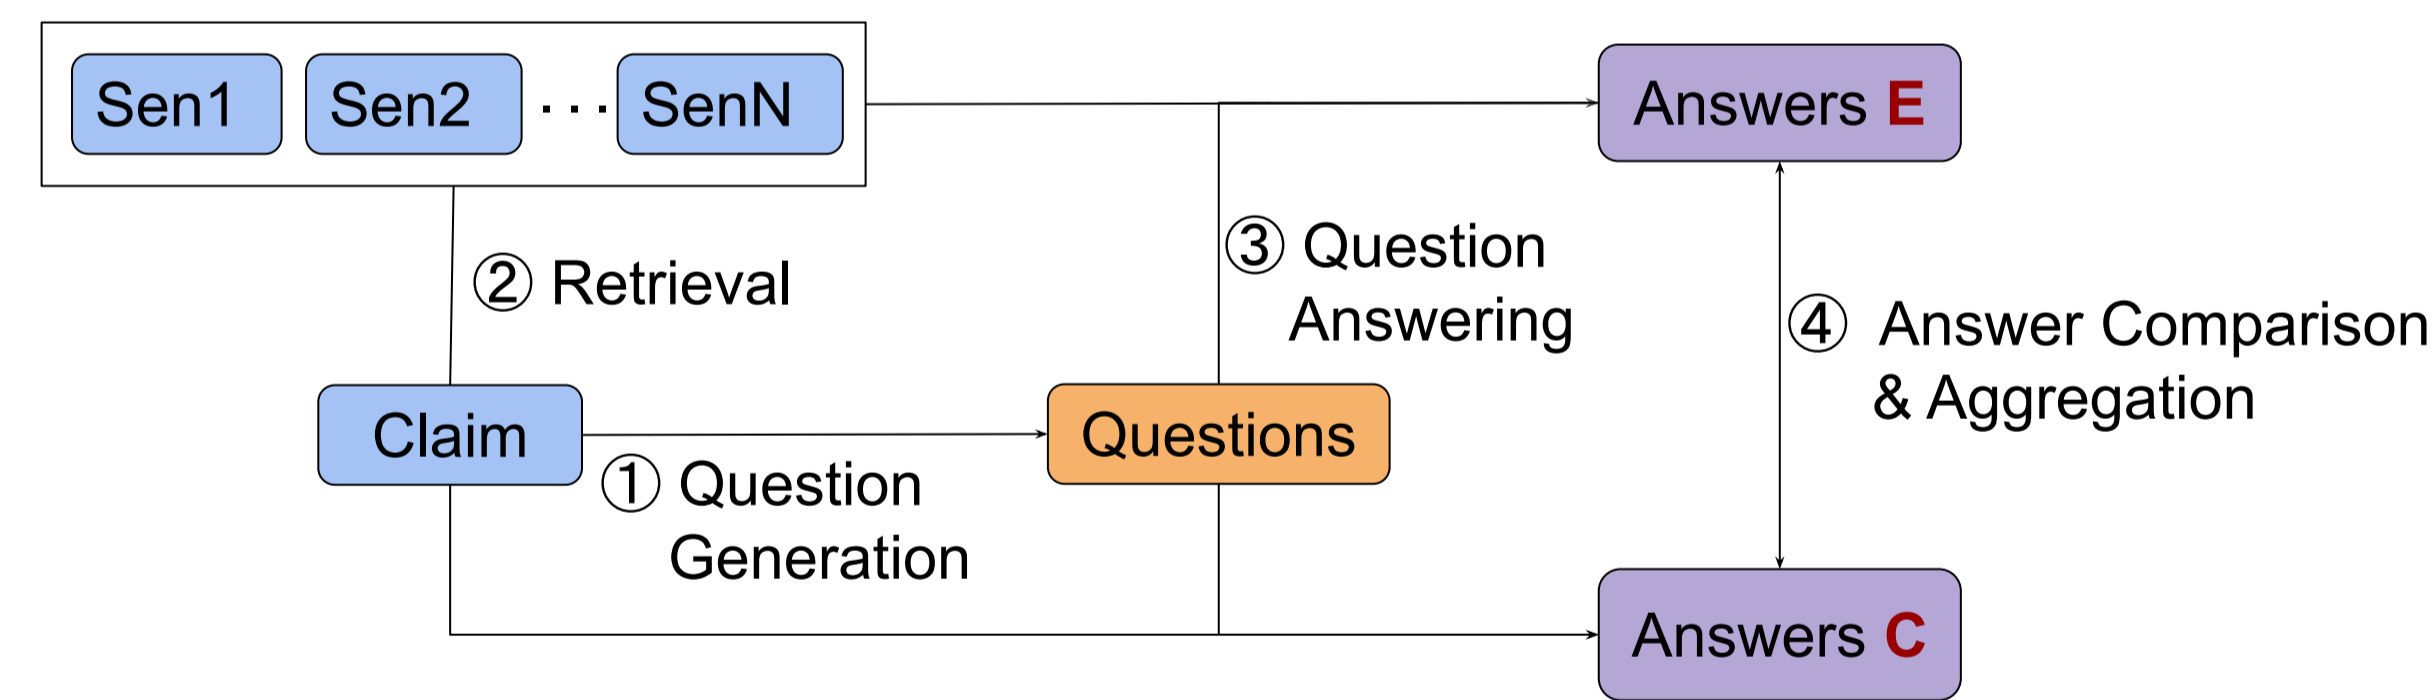 Sen1 Sen2 ... SenN
Answers E
② Retrieval
③ Question
Answering
④ Answer Comparison
& Aggregation
Claim
Questions
① Question
Generation
Answers C